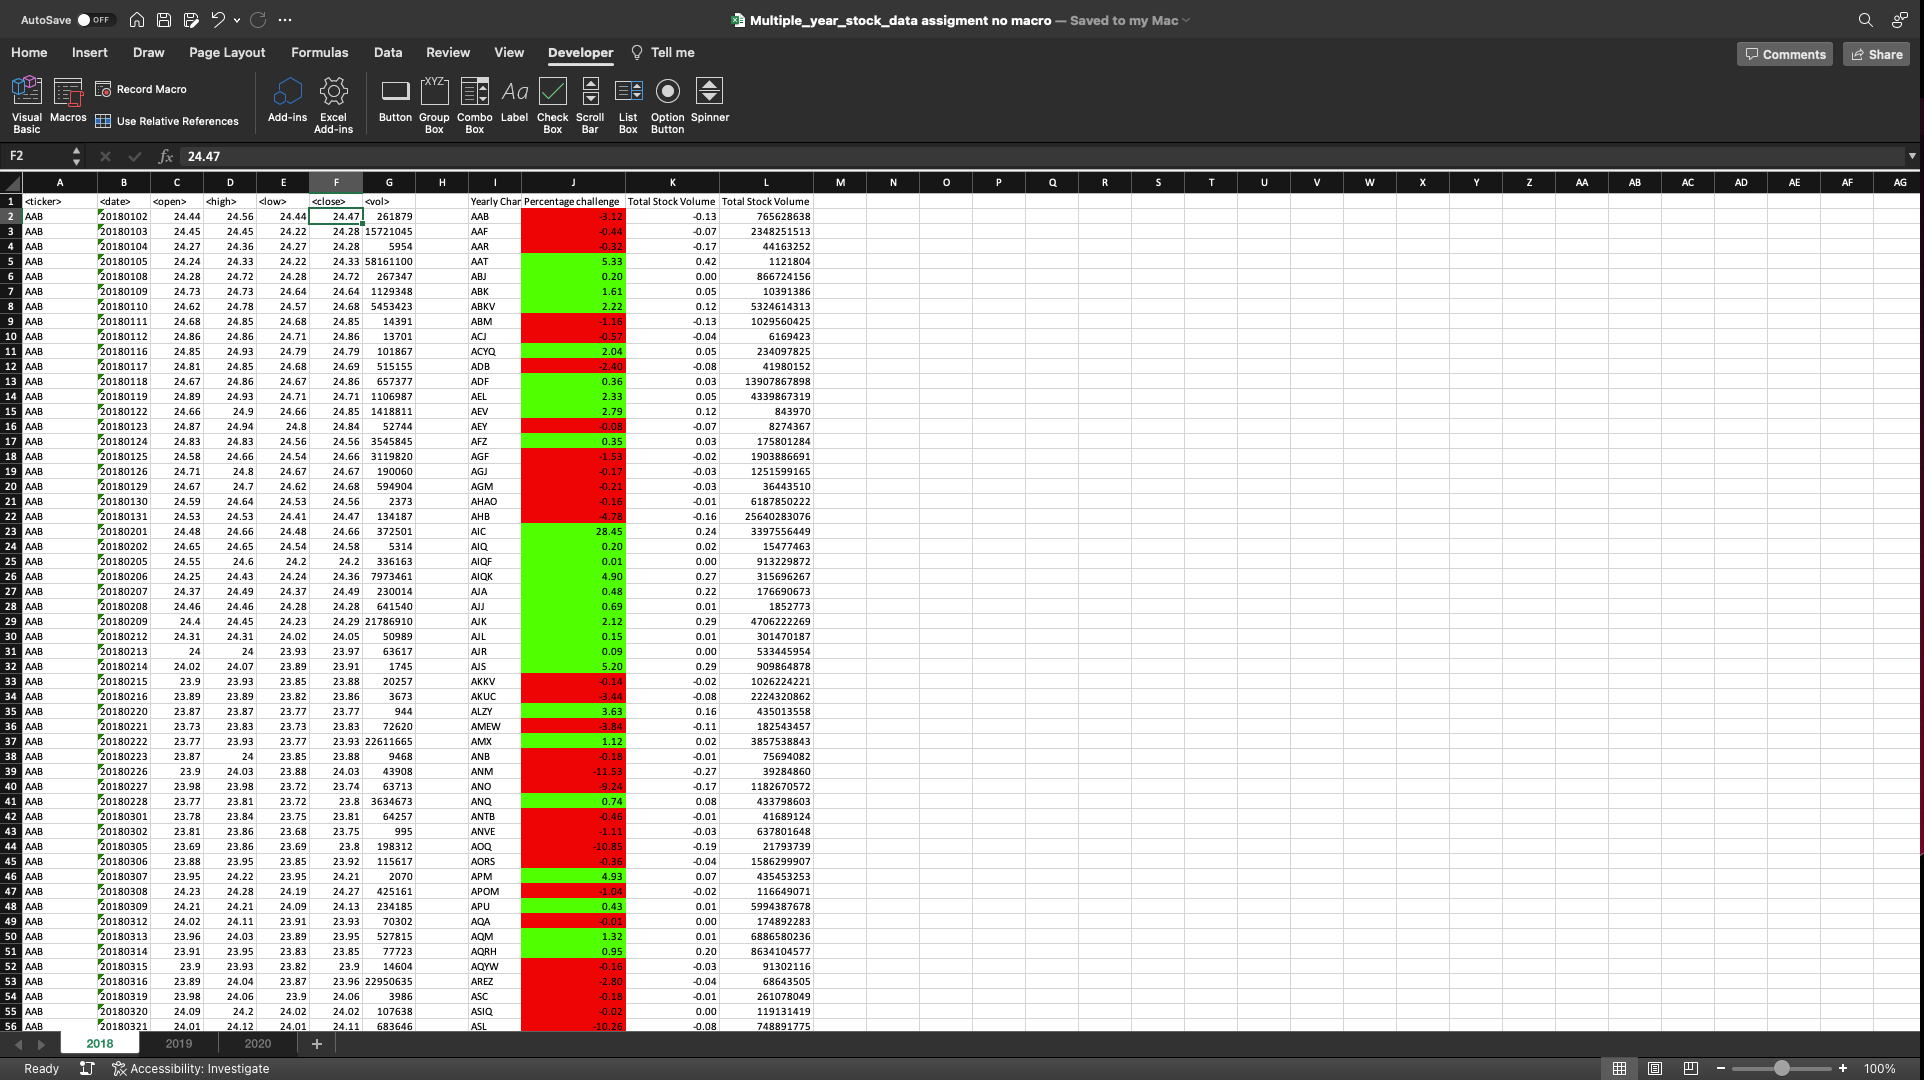 AutoSave OFF Multiple_year_stock_data assigment no macro — Saved to my Mac
Home Insert Draw Page Layout Formulas Data Review View Developer Tell me Comments Share
Visual Basic Macros Record Macro Use Relative References Add-ins Excel Add-ins Button Group Box Combo Box Label Check Box Scroll Bar List Box Option Button Spinner
F2 fx 24.47
A B C D E F G H I J K L M N O P Q R S T U V W X Y Z AA AB AC AD AE AF AG
1 <ticker> <date> <open> <high> <low> <close> <vol> Yearly Char Percentage challenge Total Stock Volume Total Stock Volume
2 AAB 20180102 24.44 24.56 24.44 24.47 261879 AAB -3.12 -0.13 765628638
3 AAB 20180103 24.45 24.45 24.22 24.28 15721045 AAF -0.44 -0.07 2348251513
4 AAB 20180104 24.27 24.36 24.27 24.28 5954 AAR -0.32 -0.17 44163252
5 AAB 20180105 24.24 24.33 24.22 24.33 58161100 AAT 5.33 0.42 1121804
6 AAB 20180108 24.28 24.72 24.28 24.72 267347 ABJ 0.20 0.00 866724156
7 AAB 20180109 24.73 24.73 24.64 24.64 1129348 ABK 1.61 0.05 10391386
8 AAB 20180110 24.62 24.78 24.57 24.68 5453423 ABKV 2.22 0.12 5324614313
9 AAB 20180111 24.68 24.85 24.68 24.85 14391 ABM -1.16 -0.13 1029560425
10 AAB 20180112 24.86 24.86 24.71 24.86 13701 ACJ -0.57 -0.04 6169423
11 AAB 20180116 24.85 24.93 24.79 24.79 101867 ACYQ 2.04 0.05 234097825
12 AAB 20180117 24.81 24.85 24.68 24.69 515155 ADB -2.40 -0.08 41980152
13 AAB 20180118 24.67 24.86 24.67 24.86 657377 ADF 0.36 0.03 13907867898
14 AAB 20180119 24.89 24.93 24.71 24.71 1106987 AEL 2.33 0.05 4339867319
15 AAB 20180122 24.66 24.9 24.66 24.85 1418811 AEV 2.79 0.12 843970
16 AAB 20180123 24.87 24.94 24.8 24.84 52744 AEY -0.08 -0.07 8274367
17 AAB 20180124 24.83 24.83 24.56 24.56 3545845 AFZ 0.35 0.03 175801284
18 AAB 20180125 24.58 24.66 24.54 24.66 3119820 AGF -1.53 -0.02 1903886691
19 AAB 20180126 24.71 24.8 24.67 24.67 190060 AGJ -0.17 -0.03 1251599165
20 AAB 20180129 24.67 24.7 24.62 24.68 594904 AGM -0.21 -0.03 36443510
21 AAB 20180130 24.59 24.64 24.53 24.56 2373 AHAO -0.16 -0.01 6187850222
22 AAB 20180131 24.53 24.53 24.41 24.47 134187 AHB -4.78 -0.16 25640283076
23 AAB 20180201 24.48 24.66 24.48 24.66 372501 AIC 28.45 0.24 3397556449
24 AAB 20180202 24.65 24.65 24.54 24.58 5314 AIQ 0.20 0.02 15477463
25 AAB 20180205 24.55 24.6 24.2 24.2 336163 AIQF 0.01 0.00 913229872
26 AAB 20180206 24.25 24.43 24.24 24.36 7973461 AIQK 4.90 0.27 315696267
27 AAB 20180207 24.37 24.49 24.37 24.49 230014 AJA 0.48 0.22 176690673
28 AAB 20180208 24.46 24.46 24.28 24.28 641540 AJJ 0.69 0.01 1852773
29 AAB 20180209 24.4 24.45 24.23 24.29 21786910 AJK 2.12 0.29 4706222269
30 AAB 20180212 24.31 24.31 24.02 24.05 50989 AJL 0.15 0.01 301470187
31 AAB 20180213 24 24 23.93 23.97 63617 AJR 0.09 0.00 533445954
32 AAB 20180214 24.02 24.07 23.89 23.91 1745 AJS 5.20 0.29 909864878
33 AAB 20180215 23.9 23.93 23.85 23.88 20257 AKKV -0.14 -0.02 1026224221
34 AAB 20180216 23.89 23.89 23.82 23.86 3673 AKUC -3.44 -0.08 2224320862
35 AAB 20180220 23.87 23.87 23.77 23.77 944 ALZY 3.63 0.16 435013558
36 AAB 20180221 23.73 23.83 23.73 23.83 72620 AMEW -3.84 -0.11 182543457
37 AAB 20180222 23.77 23.93 23.77 23.93 22611665 AMX 1.12 0.02 3857538843
38 AAB 20180223 23.87 24 23.85 23.88 9468 ANB -0.18 -0.01 75694082
39 AAB 20180226 23.9 24.03 23.88 24.03 43908 ANM -11.53 -0.27 39284860
40 AAB 20180227 23.98 23.98 23.72 23.74 63713 ANO -9.24 -0.17 1182670572
41 AAB 20180228 23.77 23.81 23.72 23.8 3634673 ANQ 0.74 0.08 433798603
42 AAB 20180301 23.78 23.84 23.75 23.81 64257 ANTB -0.46 -0.01 41689124
43 AAB 20180302 23.81 23.86 23.68 23.75 995 ANVE -1.11 -0.03 637801648
44 AAB 20180305 23.69 23.86 23.69 23.8 198312 AOQ -10.85 -0.19 21793739
45 AAB 20180306 23.88 23.95 23.85 23.92 115617 AORS -0.36 -0.04 1586299907
46 AAB 20180307 23.95 24.22 23.95 24.21 2070 APM 4.93 0.07 435453253
47 AAB 20180308 24.23 24.28 24.19 24.27 425161 APOM -1.04 -0.02 116649071
48 AAB 20180309 24.21 24.21 24.09 24.13 234185 APU 0.43 0.01 5994387678
49 AAB 20180312 24.02 24.11 23.91 23.93 70302 AQA -0.01 0.00 174892283
50 AAB 20180313 23.96 24.03 23.89 23.95 527815 AQM 1.32 0.01 6886580236
51 AAB 20180314 23.91 23.95 23.83 23.85 77723 AQRH 0.95 0.20 8634104577
52 AAB 20180315 23.9 23.93 23.82 23.9 14604 AQYW -0.16 -0.03 91302116
53 AAB 20180316 23.89 24.04 23.87 23.96 22950635 AREZ -2.80 -0.04 68643505
54 AAB 20180319 23.98 24.06 23.9 24.06 3986 ASC -0.18 -0.01 261078049
55 AAB 20180320 24.09 24.2 24.02 24.02 107638 ASIQ -0.02 0.00 119131419
56 AAB 20180321 24.01 24.12 24.01 24.11 683646 ASL -10.26 -0.08 748891775
2018 2019 2020 +
Ready Accessibility: Investigate 100%